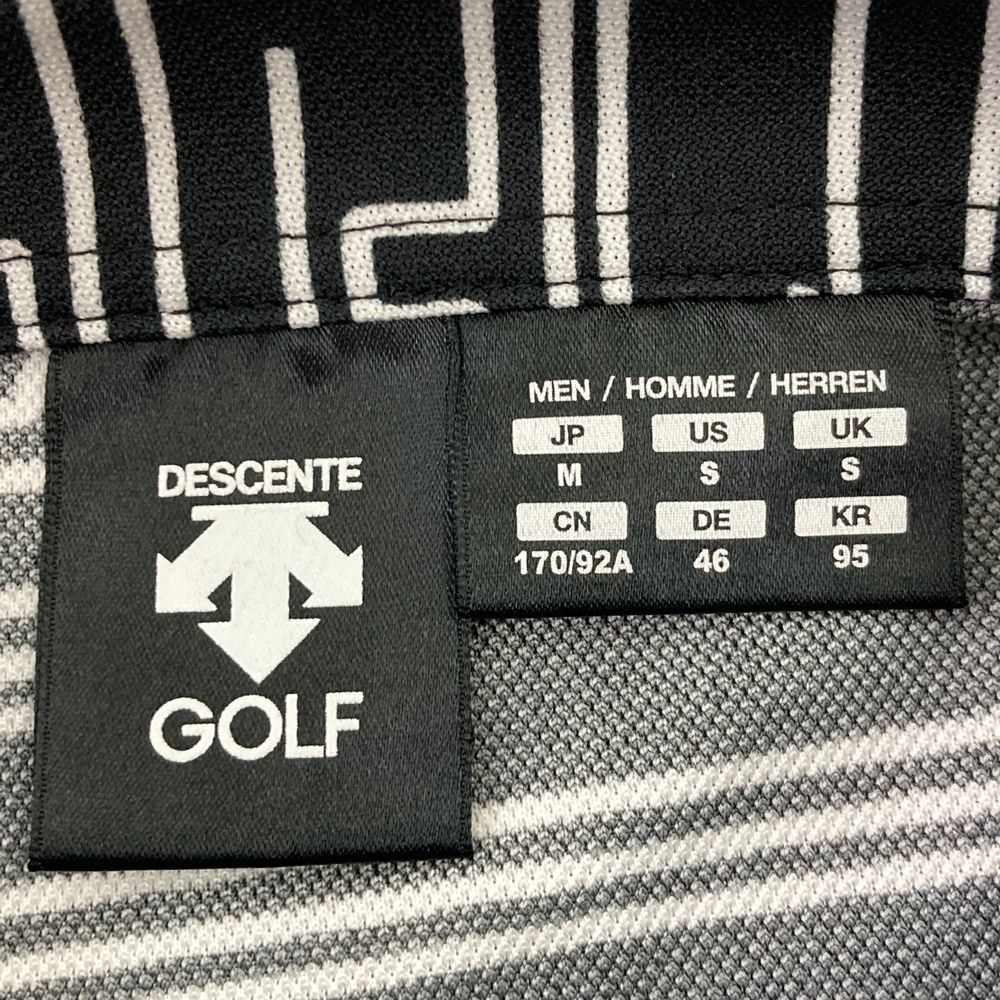 DESCENTE
GOLF
MEN / HOMME / HERREN
JP US UK
M S S
CN DE KR
170/92A 46 95